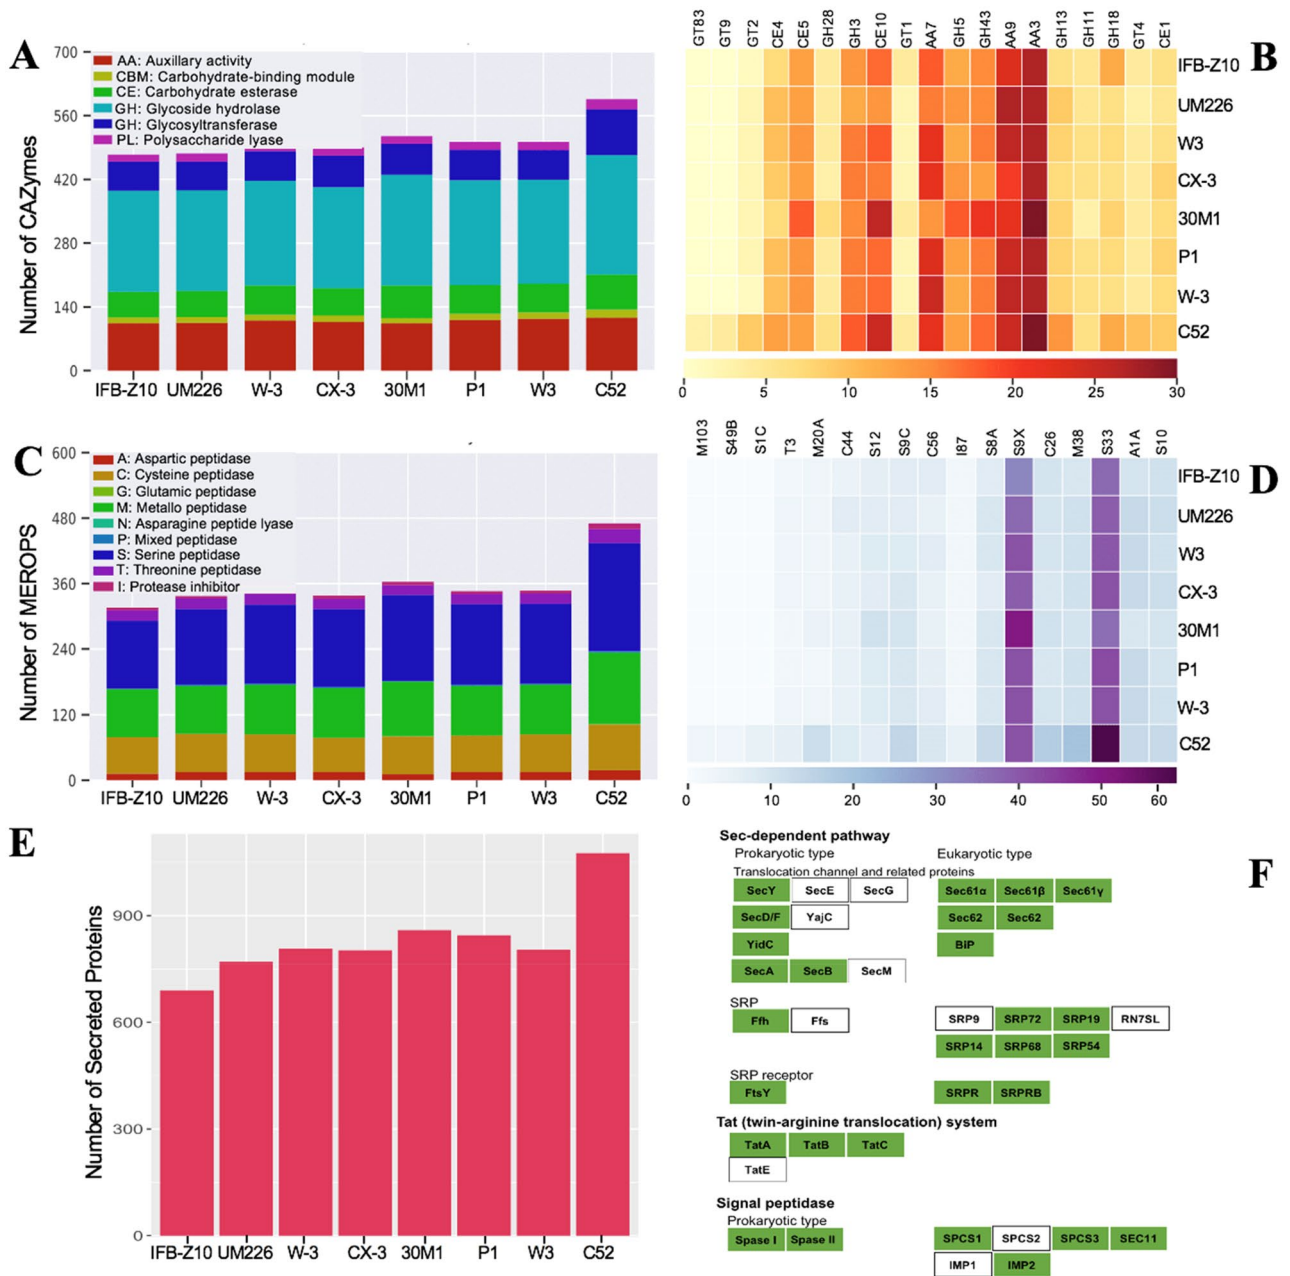 A
Number of CAZymes
700
560
420
280
140
0
AA: Auxillary activity
CBM: Carbohydrate-binding module
CE: Carbohydrate esterase
GH: Glycoside hydrolase
GH: Glycosyltransferase
PL: Polysaccharide lyase
IFB-Z10 UM226 W-3 CX-3 30M1 P1 W3 C52
B
GT83 GT9 GT2 CE4 CE5 GH28 GH3 CE10 GT1 AA7 GH5 GH43 AA9 AA3 GH13 GH11 GH18 GT4 CE1
IFB-Z10
UM226
W3
CX-3
30M1
P1
W-3
C52
0 5 10 15 20 25 30
C
Number of MEROPS
600
480
360
240
120
0
A: Aspartic peptidase
C: Cysteine peptidase
G: Glutamic peptidase
M: Metallo peptidase
N: Asparagine peptide lyase
P: Mixed peptidase
S: Serine peptidase
T: Threonine peptidase
I: Protease inhibitor
IFB-Z10 UM226 W-3 CX-3 30M1 P1 W3 C52
D
M103 S49B S1C T3 M20A C44 S12 S9C C56 I87 S8A S9X C26 M38 S33 A1A S10
IFB-Z10
UM226
W3
CX-3
30M1
P1
W-3
C52
0 10 20 30 40 50 60
E
Number of Secreted Proteins
900
600
300
0
IFB-Z10 UM226 W-3 CX-3 30M1 P1 W3 C52
F
Sec-dependent pathway
Prokaryotic type Eukaryotic type
Translocation channel and related proteins
SecY SecE SecG Sec61α Sec61β Sec61γ
SecD/F YajC Sec62 Sec62
YidC BiP
SecA SecB SecM
SRP
Ffh Ffs SRP9 SRP72 SRP19 RN7SL
SRP14 SRP68 SRP54
SRP receptor
FtsY SRPR SRPRB
Tat (twin-arginine translocation) system
TatA TatB TatC
TatE
Signal peptidase
Prokaryotic type
Spase I Spase II SPCS1 SPCS2 SPCS3 SEC11
IMP1 IMP2